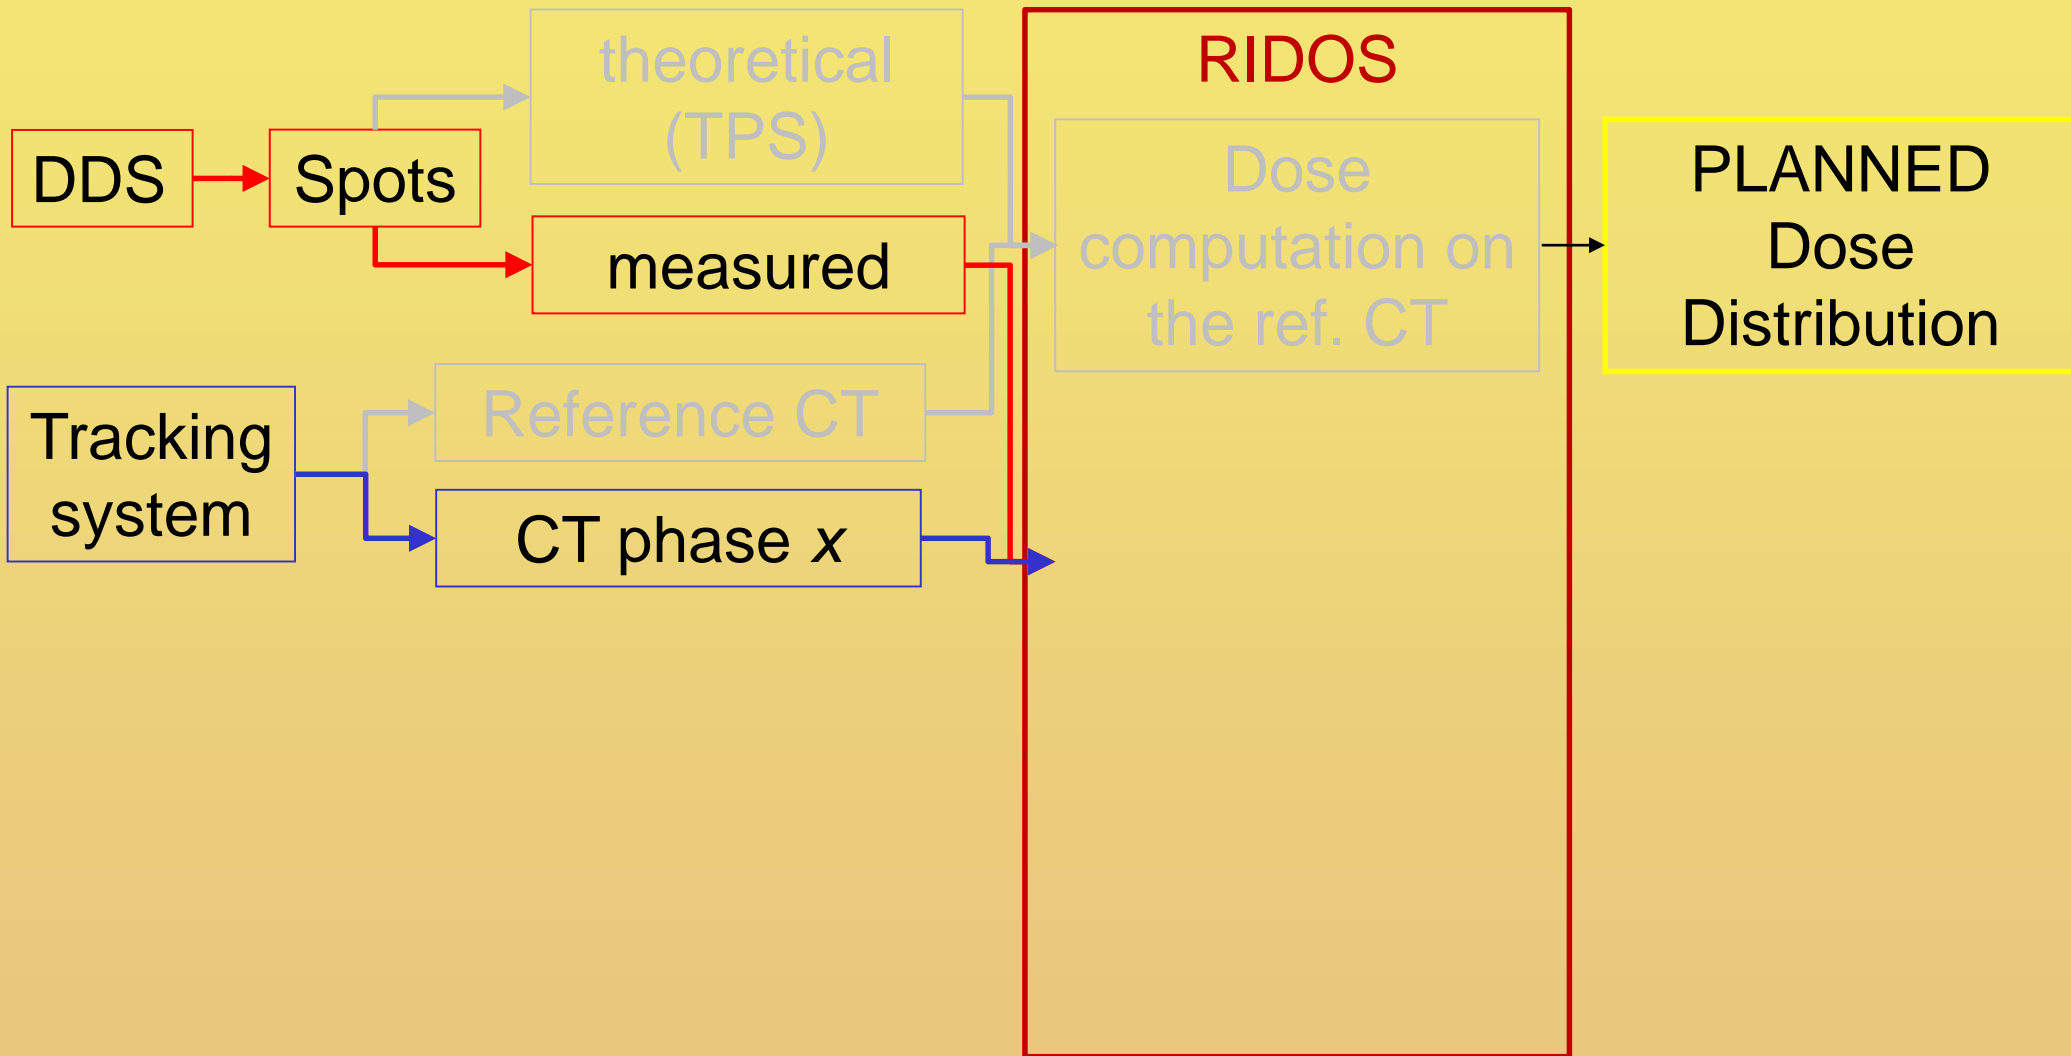 theoretical
(TPS)
RIDOS
DDS
Spots
measured
Dose
computation on
the ref. CT
PLANNED
Dose
Distribution
Reference CT
Tracking
system
CT phase x